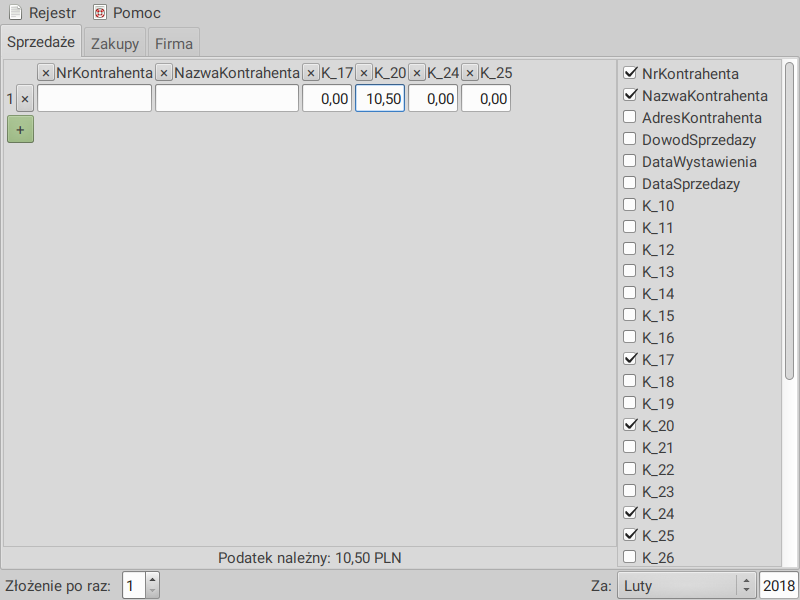 Rejestr Pomoc
Sprzedaże Zakupy Firma
× NrKontrahenta × NazwaKontrahenta × K_17 × K_20 × K_24 × K_25
1 × 0,00 10,50 0,00 0,00
+
NrKontrahenta
NazwaKontrahenta
AdresKontrahenta
DowodSprzedazy
DataWystawienia
DataSprzedazy
K_10
K_11
K_12
K_13
K_14
K_15
K_16
K_17
K_18
K_19
K_20
K_21
K_22
K_23
K_24
K_25
K_26
Podatek należny: 10,50 PLN
Złożenie po raz: 1 Za: Luty 2018